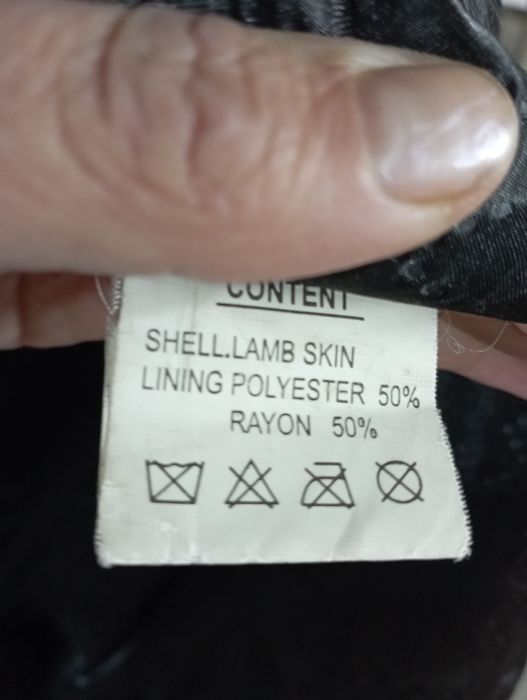 CONTENT
SHELL.LAMB SKIN
LINING POLYESTER 50%
RAYON 50%